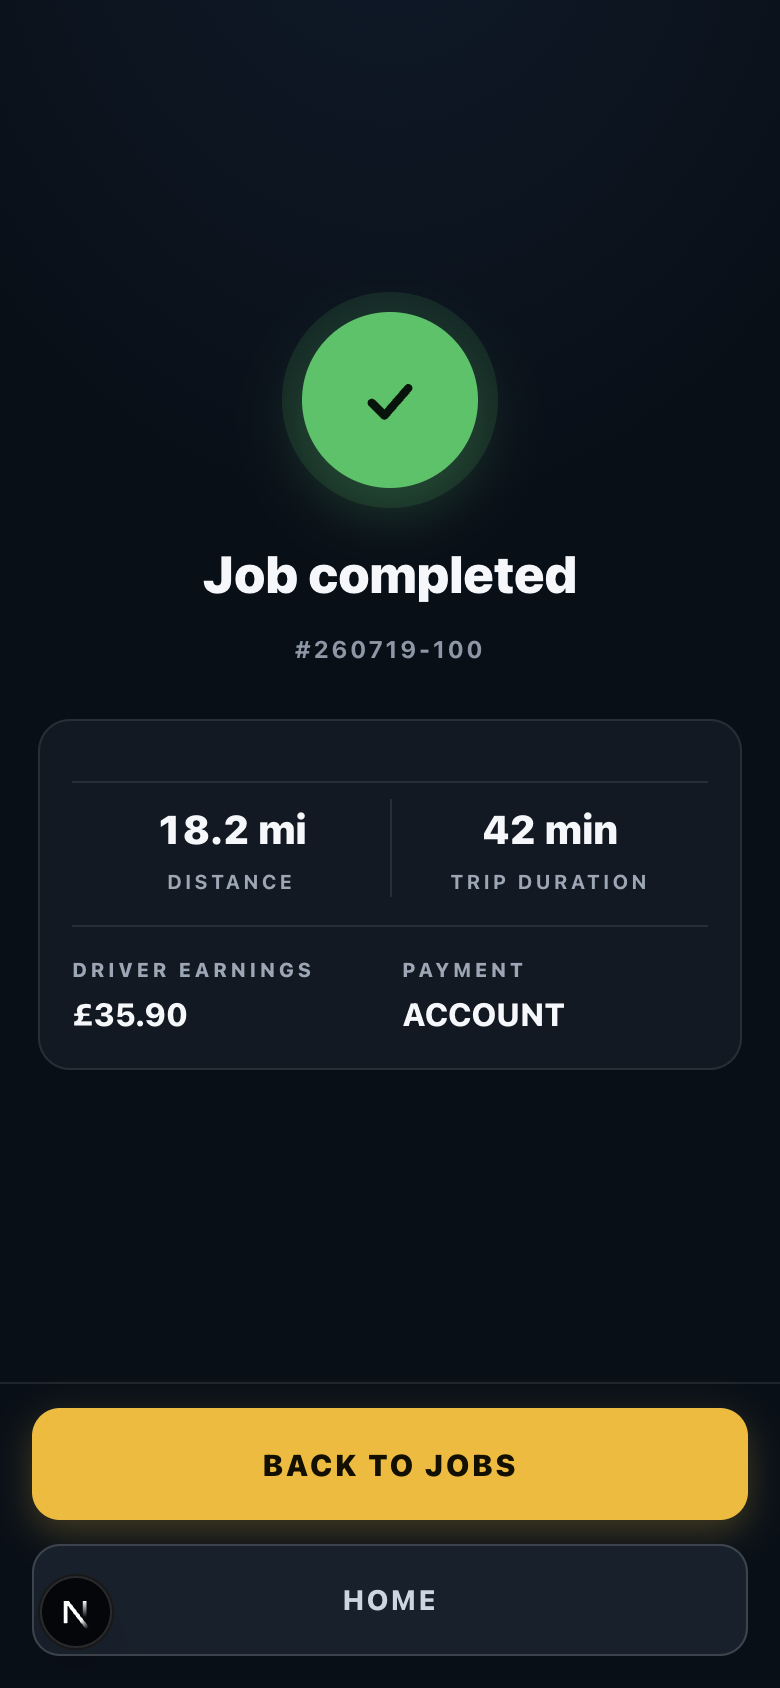 Job completed
#260719-100
18.2 mi
DISTANCE
42 min
TRIP DURATION
DRIVER EARNINGS
£35.90
PAYMENT
ACCOUNT
BACK TO JOBS
HOME
N